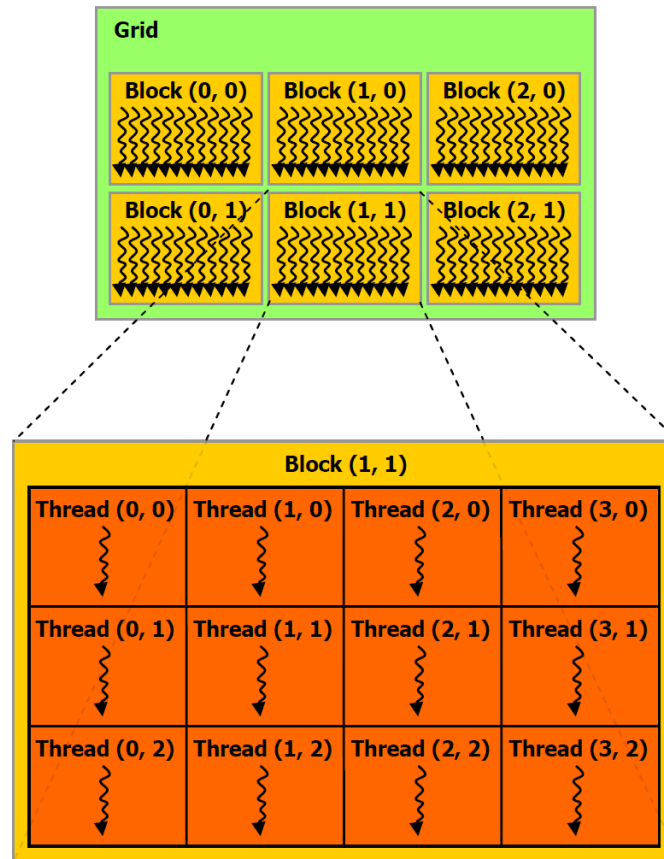 Grid
Block (0, 0) Block (1, 0) Block (2, 0)
Block (0, 1) Block (1, 1) Block (2, 1)
Block (1, 1)
Thread (0, 0) Thread (1, 0) Thread (2, 0) Thread (3, 0)
Thread (0, 1) Thread (1, 1) Thread (2, 1) Thread (3, 1)
Thread (0, 2) Thread (1, 2) Thread (2, 2) Thread (3, 2)